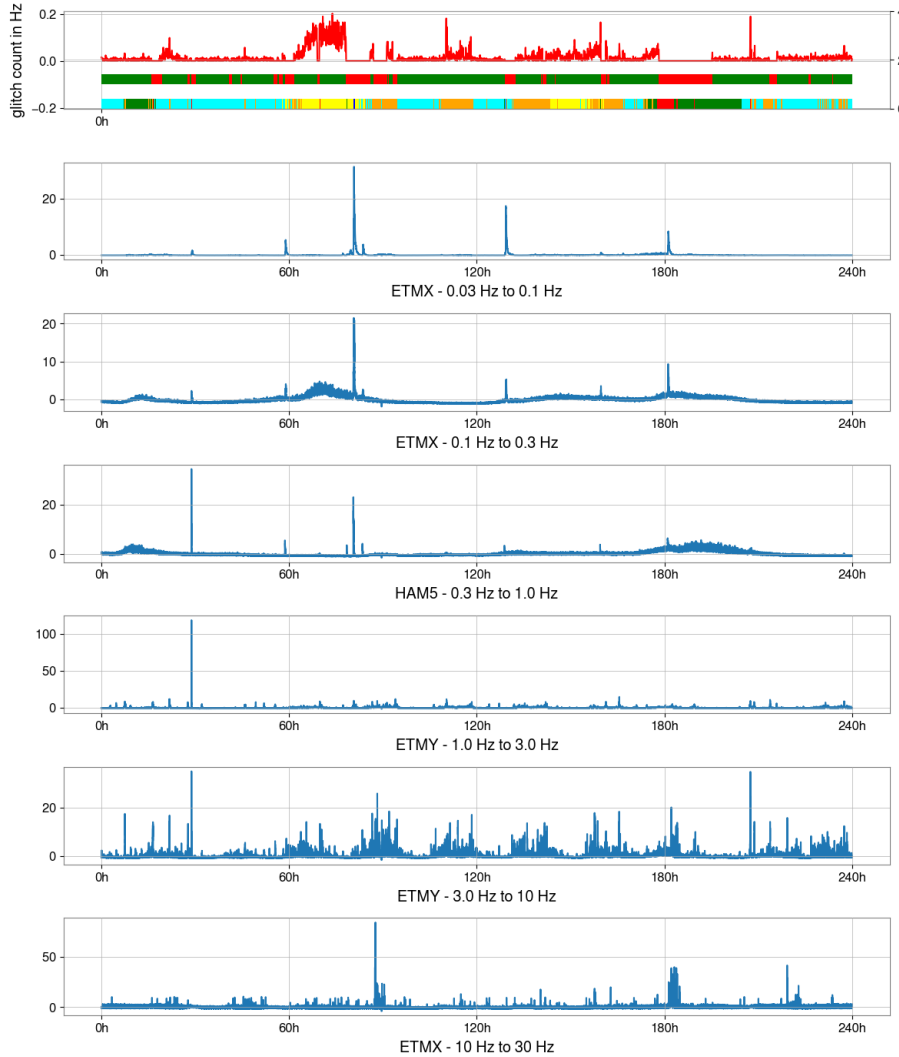 glitch count in Hz
0.2
0.0
−0.2
0h
20
0
0h 60h 120h 180h 240h
ETMX - 0.03 Hz to 0.1 Hz
20
10
0
0h 60h 120h 180h 240h
ETMX - 0.1 Hz to 0.3 Hz
20
0
0h 60h 120h 180h 240h
HAM5 - 0.3 Hz to 1.0 Hz
100
50
0
0h 60h 120h 180h 240h
ETMY - 1.0 Hz to 3.0 Hz
20
0
0h 60h 120h 180h 240h
ETMY - 3.0 Hz to 10 Hz
50
0
0h 60h 120h 180h 240h
ETMX - 10 Hz to 30 Hz